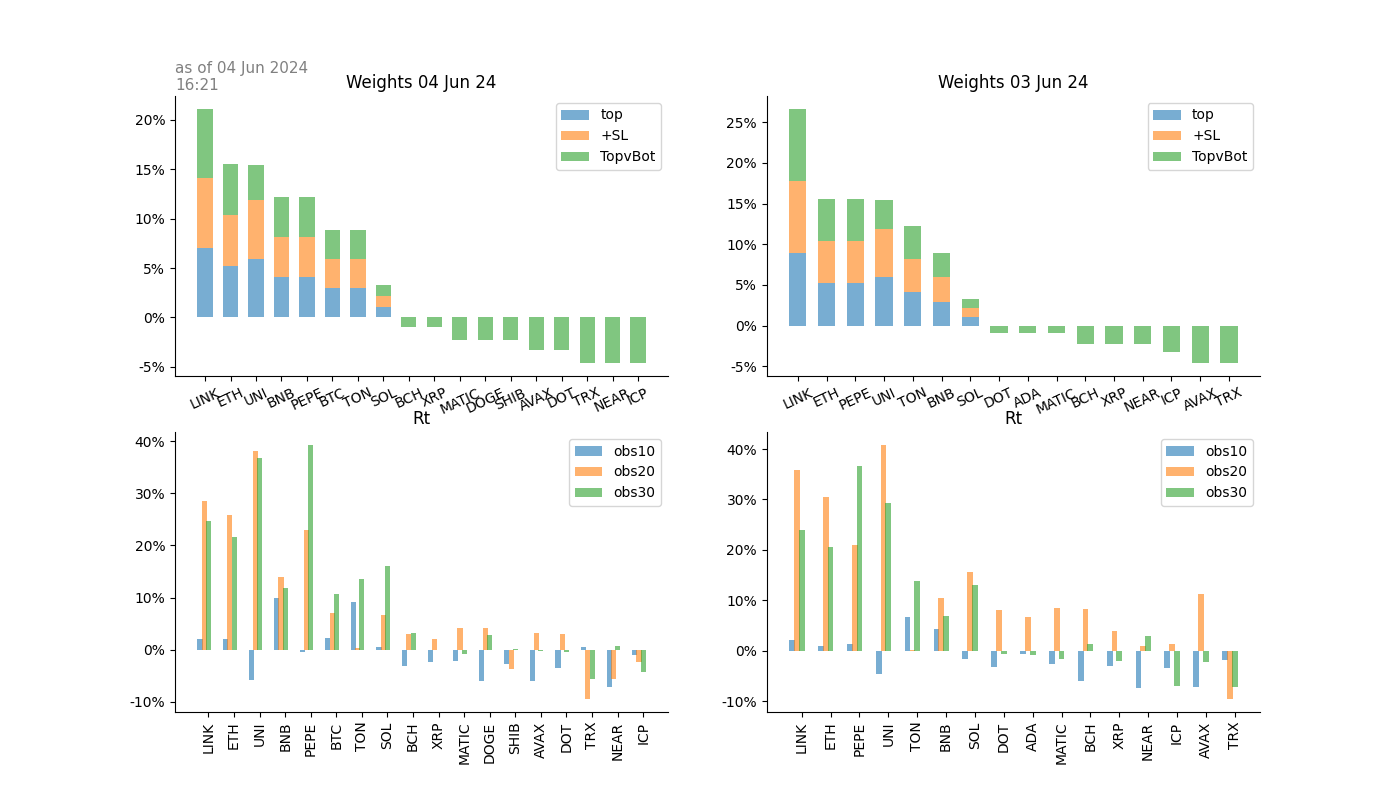 as of 04 Jun 2024
16:21
Weights 04 Jun 24
20%
15%
10%
5%
0%
-5%
top
+SL
TopvBot
LINK ETH UNI BNB PEPE BTC TON SOL BCH XRP MATIC DOGE SHIB AVAX DOT TRX NEAR ICP
Weights 03 Jun 24
25%
20%
15%
10%
5%
0%
-5%
top
+SL
TopvBot
LINK ETH PEPE UNI TON BNB SOL DOT ADA MATIC BCH XRP NEAR ICP AVAX TRX
Rt
40%
30%
20%
10%
0%
-10%
obs10
obs20
obs30
LINK ETH UNI BNB PEPE BTC TON SOL BCH XRP MATIC DOGE SHIB AVAX DOT TRX NEAR ICP
Rt
40%
30%
20%
10%
0%
-10%
obs10
obs20
obs30
LINK ETH PEPE UNI TON BNB SOL DOT ADA MATIC BCH XRP NEAR ICP AVAX TRX